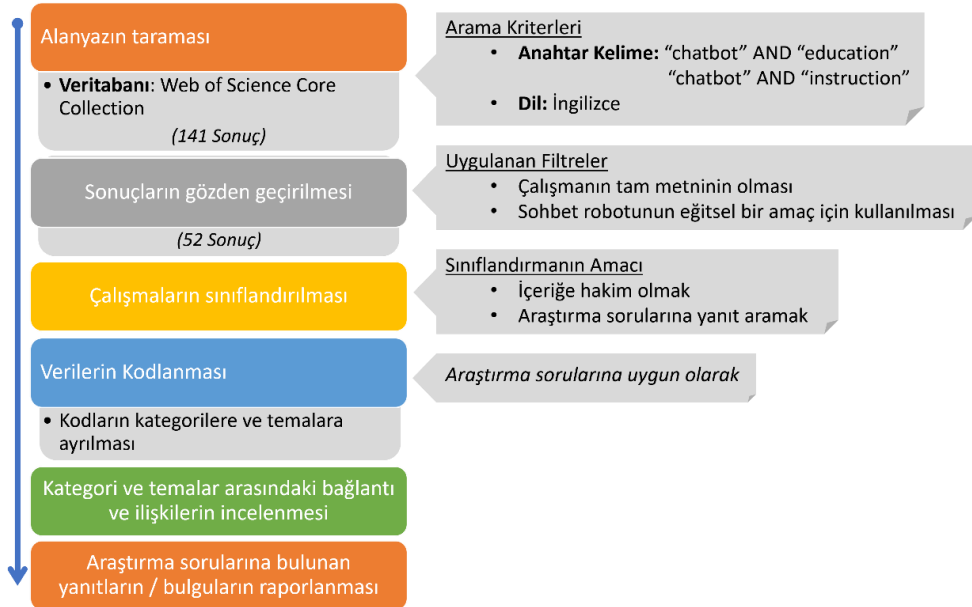 Alanyazın taraması
• Veritabanı: Web of Science Core
Collection
(141 Sonuç)
Arama Kriterleri
• Anahtar Kelime: “chatbot” AND “education”
“chatbot” AND “instruction”
• Dil: İngilizce
Sonuçların gözden geçirilmesi
(52 Sonuç)
Uygulanan Filtreler
• Çalışmanın tam metninin olması
• Sohbet robotunun eğitsel bir amaç için kullanılması
Çalışmaların sınıflandırılması
Sınıflandırmanın Amacı
• İçeriğe hakim olmak
• Araştırma sorularına yanıt aramak
Verilerin Kodlanması
• Kodların kategorilere ve temalara
ayrılması
Araştırma sorularına uygun olarak
Kategori ve temalar arasındaki bağlantı
ve ilişkilerin incelenmesi
Araştırma sorularına bulunan
yanıtların / bulguların raporlanması